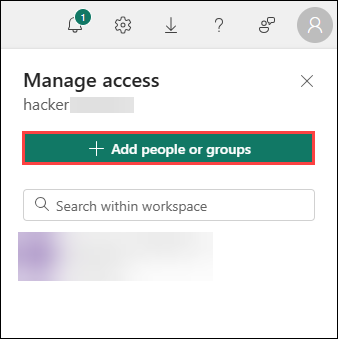 1
?
Manage access
hacker
+ Add people or groups
Search within workspace